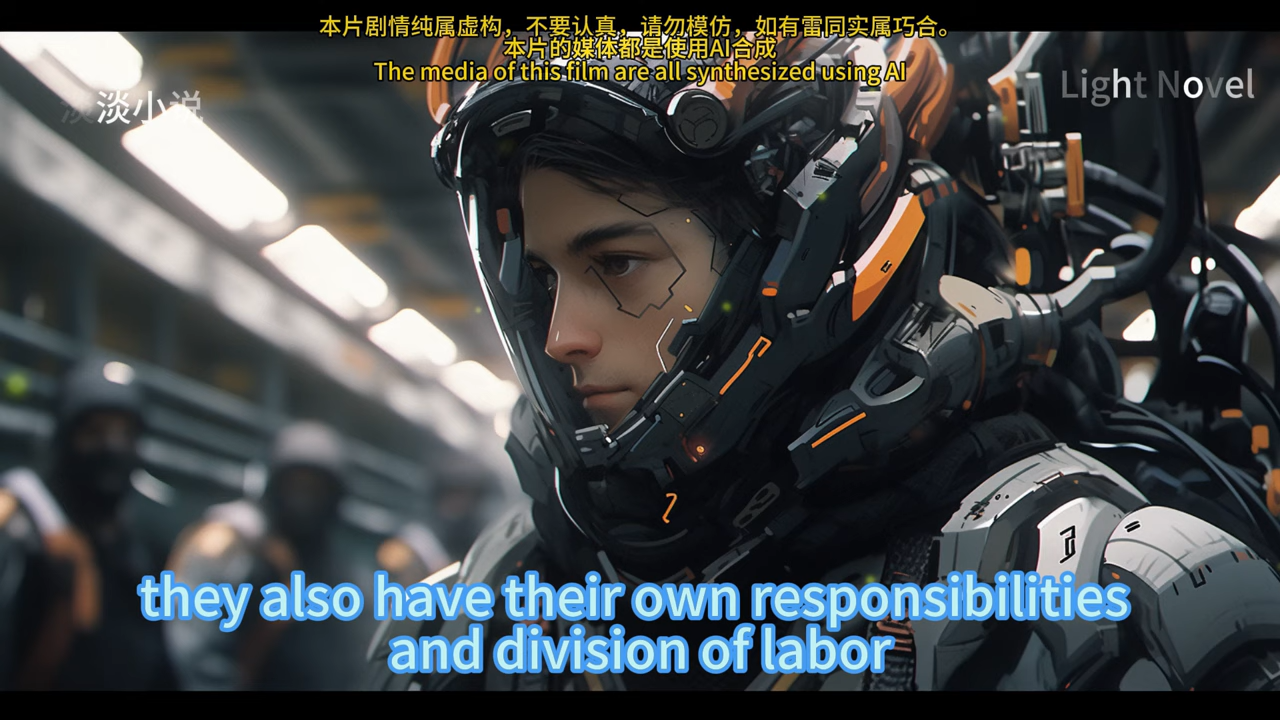 本片剧情纯属虚构，不要认真，请勿模仿，如有雷同实属巧合。
本片的媒体都是使用AI合成
The media of this film are all synthesized using AI
淡淡小说
Light Novel
they also have their own responsibilities
and division of labor